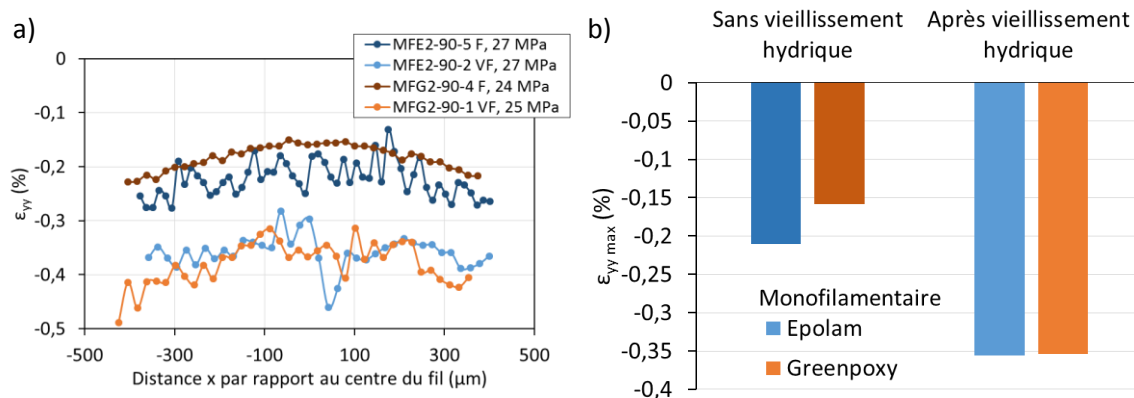 a)
MFE2-90-5 F, 27 MPa
MFE2-90-2 VF, 27 MPa
MFG2-90-4 F, 24 MPa
MFG2-90-1 VF, 25 MPa
0
-0,1
-0,2
-0,3
-0,4
-0,5
εyy (%)
-500
-300
-100
100
300
500
Distance x par rapport au centre du fil (µm)
b)
Sans vieillissement
hydrique
Après vieillissement
hydrique
0
-0,05
-0,1
-0,15
-0,2
-0,25
-0,3
-0,35
-0,4
εyy max (%)
Monofilamentaire
Epolam
Greenpoxy